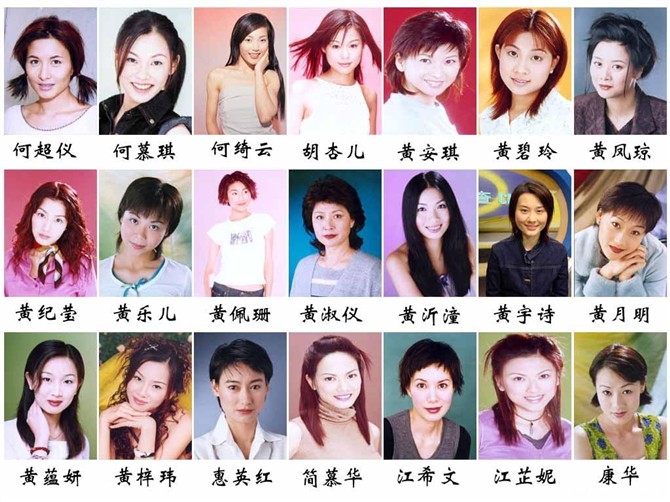 何超仪 何慕琪 何绮云 胡杏儿 黄安琪 黄碧玲 黄凤琼
黄纪莹 黄乐儿 黄佩珊 黄淑仪 黄沂潼 黄宇诗 黄月明
黄蕴妍 黄梓玮 惠英红 简慕华 江希文 江芷妮 康华